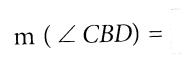 m ( ∠ CBD) =